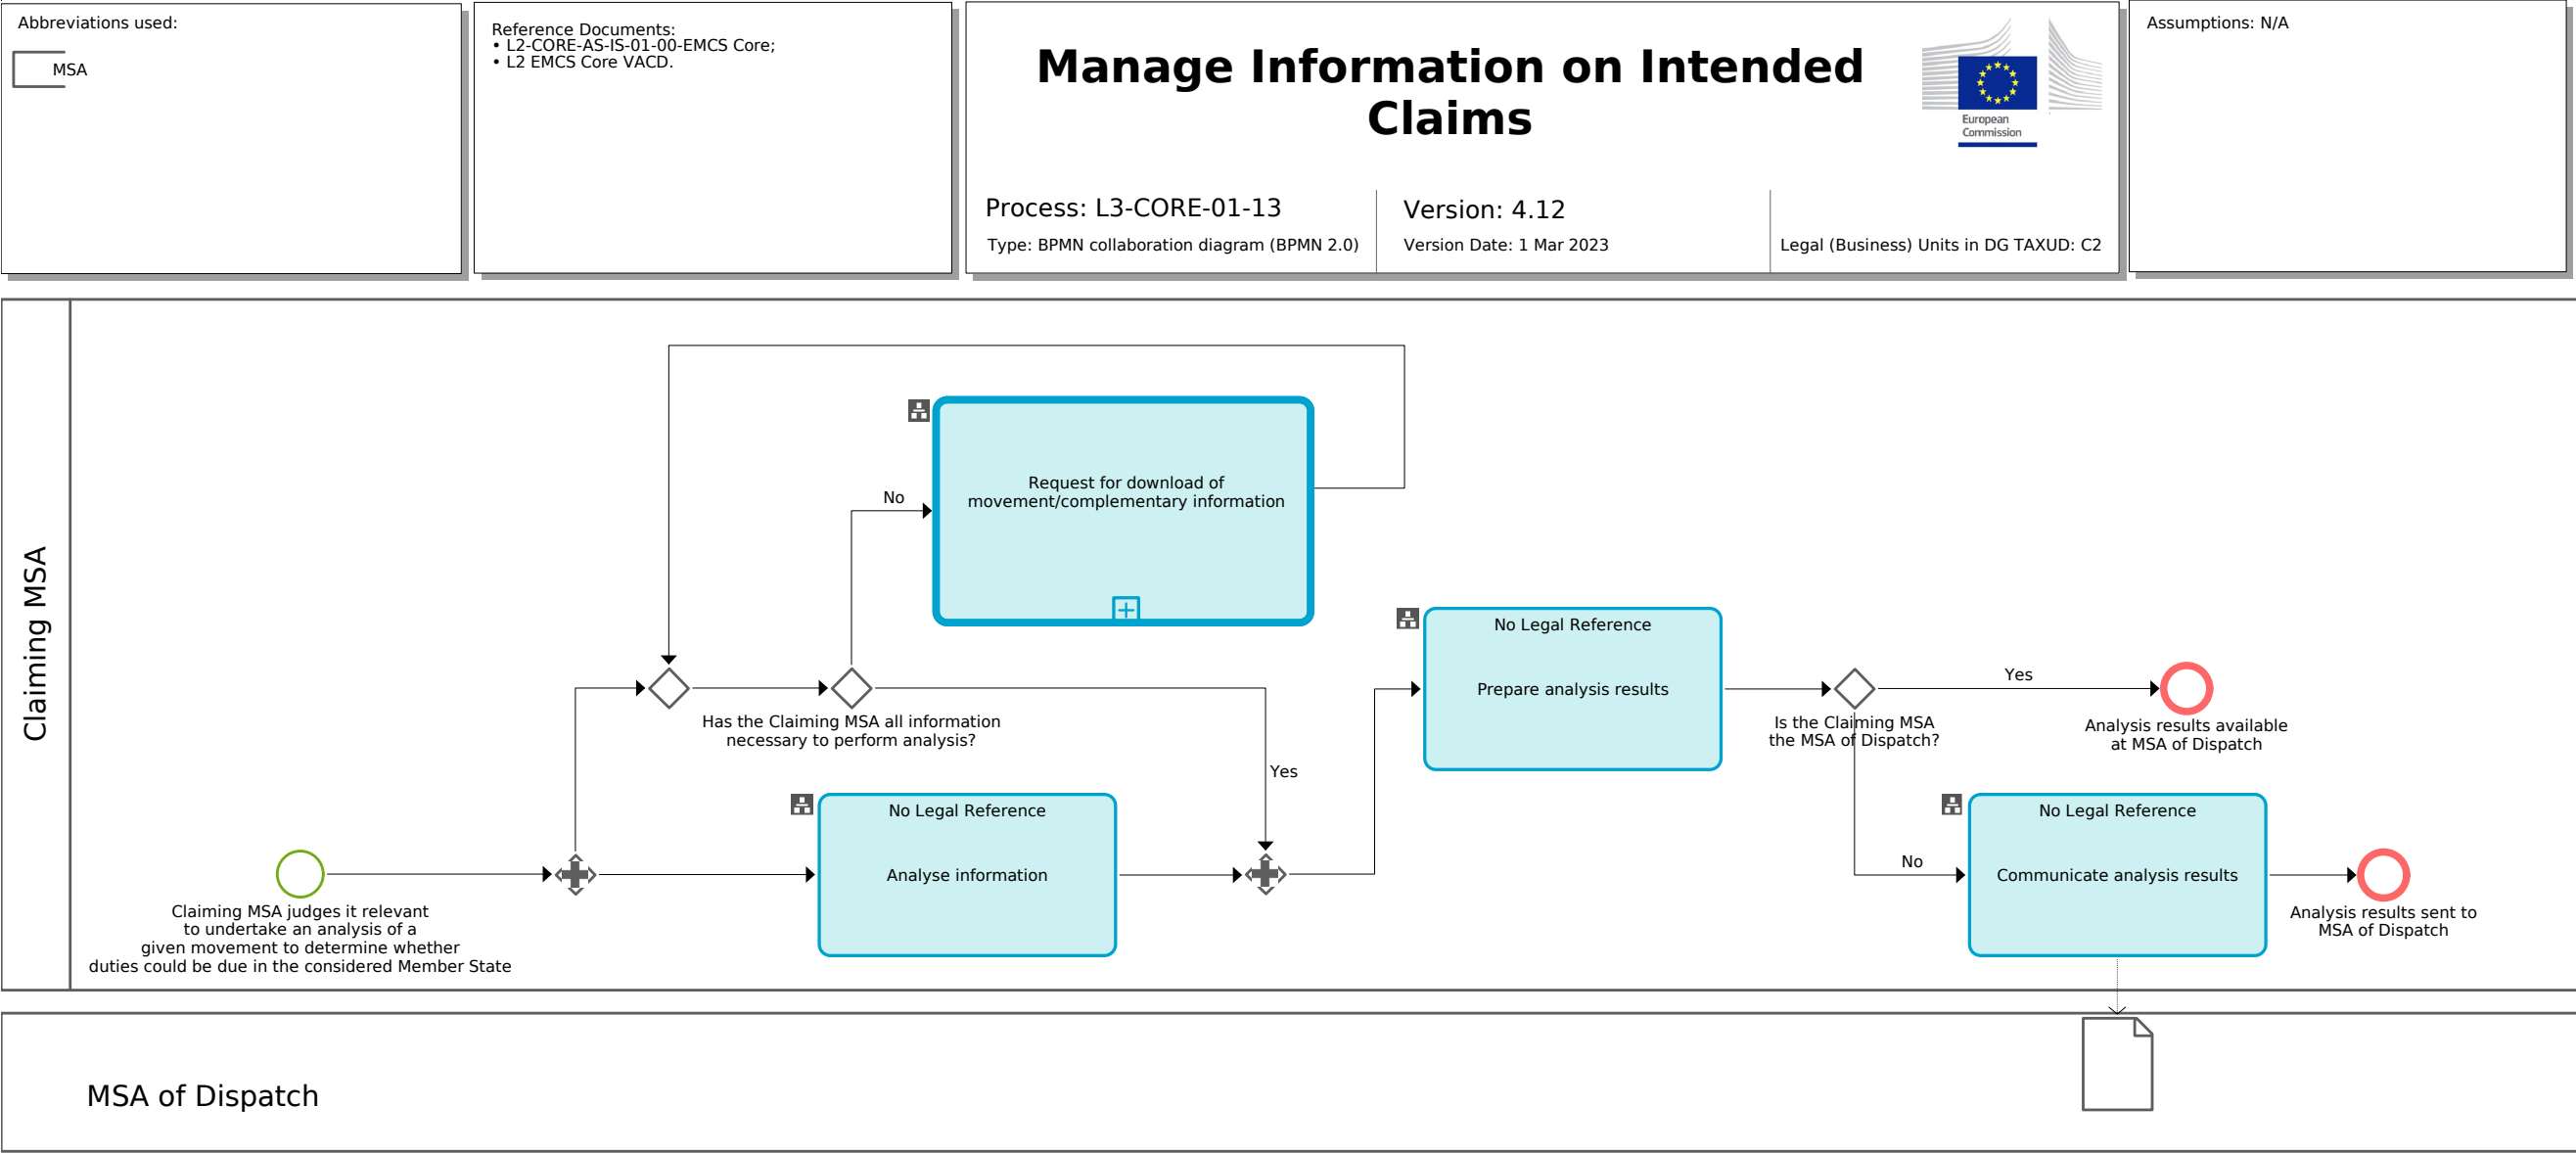 Abbreviations used:
MSA
Reference Documents:
• L2-CORE-AS-IS-01-00-EMCS Core;
• L2 EMCS Core VACD.
Manage Information on Intended
Claims
European
Commission
Process: L3-CORE-01-13
Version: 4.12
Type: BPMN collaboration diagram (BPMN 2.0)
Version Date: 1 Mar 2023
Legal (Business) Units in DG TAXUD: C2
Assumptions: N/A
Claiming MSA
Request for download of
movement/complementary information
No
Has the Claiming MSA all information
necessary to perform analysis?
Yes
No Legal Reference
Analyse information
Claiming MSA judges it relevant
to undertake an analysis of a
given movement to determine whether
duties could be due in the considered Member State
No Legal Reference
Prepare analysis results
Is the Claiming MSA
the MSA of Dispatch?
Yes
Analysis results available
at MSA of Dispatch
No
No Legal Reference
Communicate analysis results
Analysis results sent to
MSA of Dispatch
MSA of Dispatch